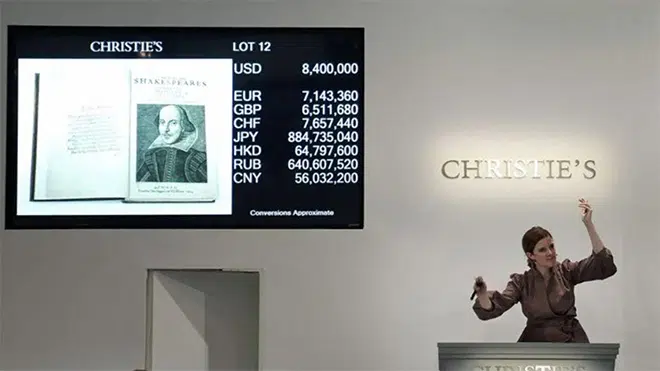 CHRISTIE'S
LOT 12
USD 8,400,000
EUR 7,143,360
GBP 6,511,680
CHF 7,657,440
JPY 884,735,040
HKD 64,797,600
RUB 640,607,520
CNY 56,032,200
Conversions Approximate
SHAKESPEARES
CHRISTIE'S
CHRISTIE'S